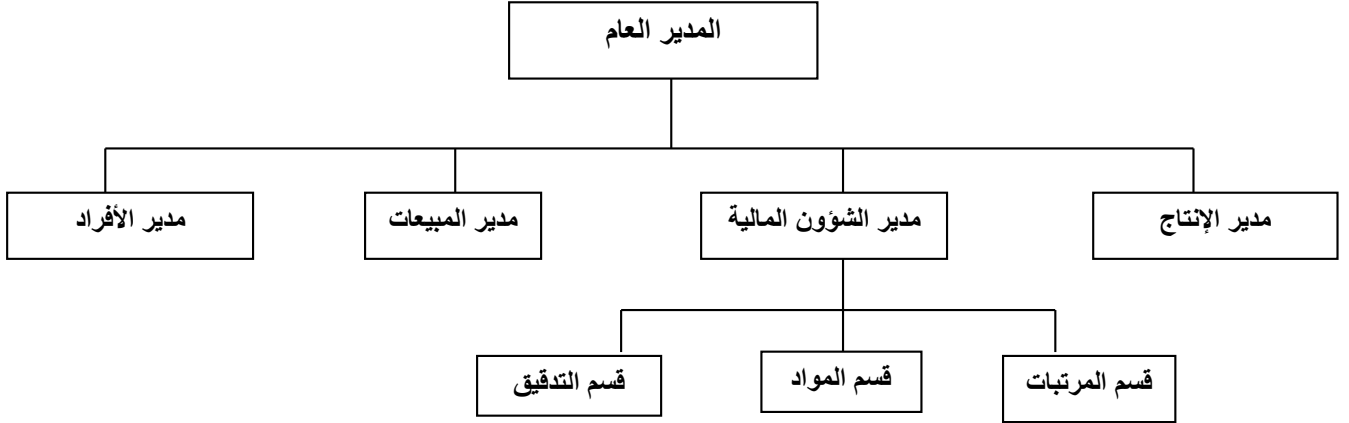 المدير العام
مدير الإنتاج
مدير الشؤون المالية
مدير المبيعات
مدير الأفراد
قسم المرتبات
قسم المواد
قسم التدقيق